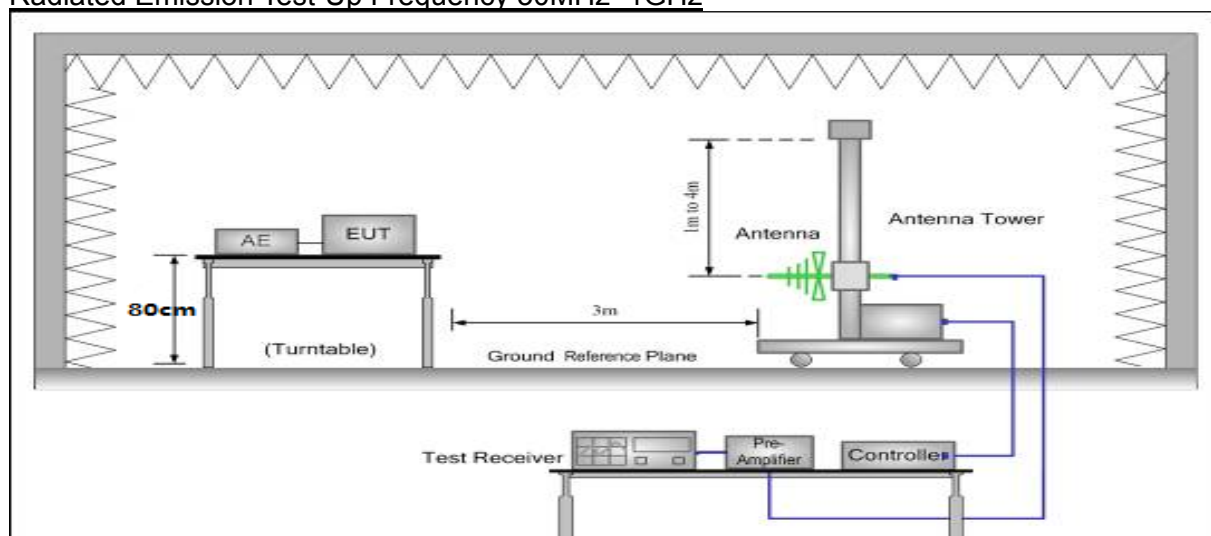 Radiated Emission Test-Up Frequency 30MHz~1GHz
1m to 4m
Antenna Tower
Antenna
AE
EUT
80cm
3m
(Turntable)
Ground Reference Plane
Test Receiver
Pre-
Amplifier
Controller